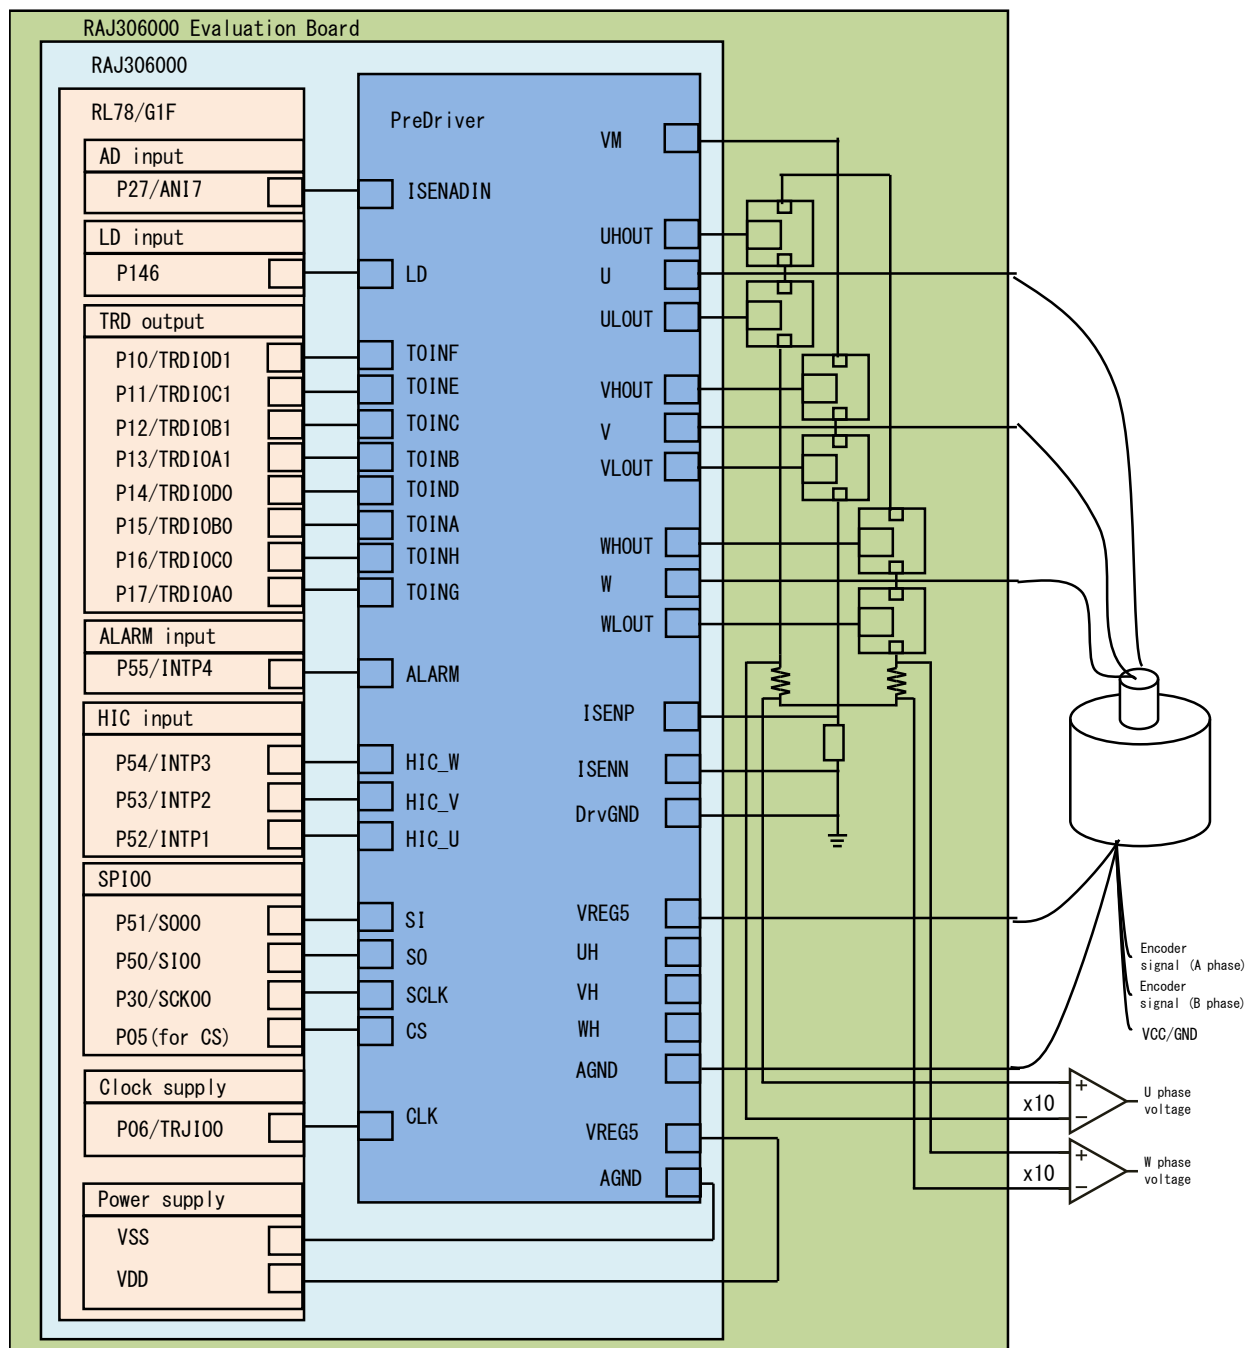 RAJ306000 Evaluation Board
RAJ306000
RL78/G1F
AD input
P27/ANI7
LD input
P146
TRD output
P10/TRDIOD1
P11/TRDIOC1
P12/TRDIOB1
P13/TRDIOA1
P14/TRDIOD0
P15/TRDIOB0
P16/TRDIOC0
P17/TRDIOA0
ALARM input
P55/INTP4
HIC input
P54/INTP3
P53/INTP2
P52/INTP1
SPI00
P51/SO00
P50/SI00
P30/SCK00
P05(for CS)
Clock supply
P06/TRJIO0
Power supply
VSS
VDD
PreDriver
ISENADIN
LD
TOINF
TOINE
TOINC
TOINB
TOIND
TOINA
TOINH
TOING
ALARM
HIC_W
HIC_V
HIC_U
SI
SO
SCLK
CS
CLK
VM
UHOUT
U
ULOUT
VHOUT
V
VLOUT
WHOUT
W
WLOUT
ISENP
ISENN
DrvGND
VREG5
UH
VH
WH
AGND
VREG5
AGND
Encoder
signal (A phase)
Encoder
signal (B phase)
VCC/GND
x10
+
−
U phase
voltage
x10
+
−
W phase
voltage